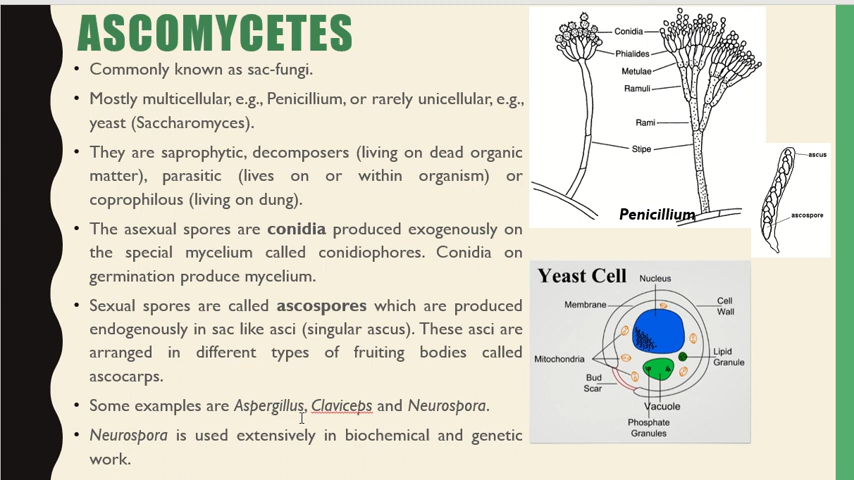 ASCOMYCETES
• Commonly known as sac-fungi.
• Mostly multicellular, e.g., Penicillium, or rarely unicellular, e.g.,
yeast (Saccharomyces).
• They are saprophytic, decomposers (living on dead organic
matter), parasitic (lives on or within organism) or
coprophilous (living on dung).
• The asexual spores are conidia produced exogenously on
the special mycelium called conidiophores. Conidia on
germination produce mycelium.
• Sexual spores are called ascospores which are produced
endogenously in sac like asci (singular ascus). These asci are
arranged in different types of fruiting bodies called
ascocarps.
• Some examples are Aspergillus, Claviceps and Neurospora.
• Neurospora is used extensively in biochemical and genetic
work.
Conidia
Phialides
Metulae
Ramuli
Rami
Stipe
Penicillium
ascus
ascospore
Yeast Cell
Nucleus
Membrane
Cell
Wall
Mitochondria
Lipid
Granule
Bud
Scar
Vacuole
Phosphate
Granules